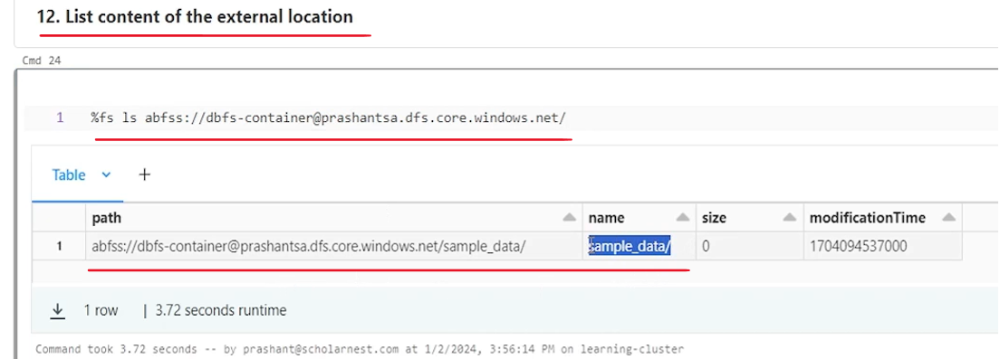 12. List content of the external location
Cmd 24
1 %fs ls abfss://dbfs-container@prashantsa.dfs.core.windows.net/
Table +
path name size modificationTime
1 abfss://dbfs-container@prashantsa.dfs.core.windows.net/sample_data/ sample_data/ 0 1704094537000
1 row | 3.72 seconds runtime
Command took 3.72 seconds -- by prashant@scholarnest.com at 1/2/2024, 3:56:14 PM on learning-cluster